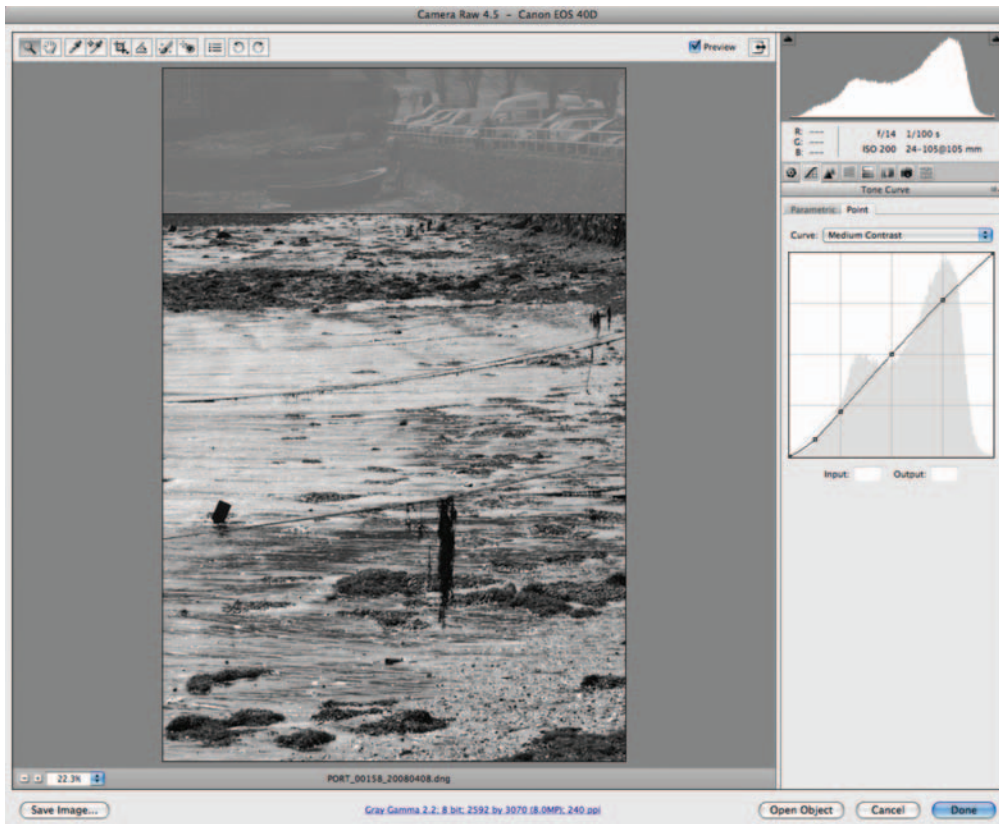 Camera Raw 4.5 – Canon EOS 40D
Preview
R: ---
G: ---
B: ---
f/14 1/100 s
ISO 200 24-105@105 mm
Tone Curve
Parametric Point
Curve: Medium Contrast
Input: Output:
22.3%
PORT_00158_20080408.dng
Save Image...
Gray Gamma 2.2; 8 bit; 2592 by 3070 (8.0MP); 240 ppi
Open Object
Cancel
Done